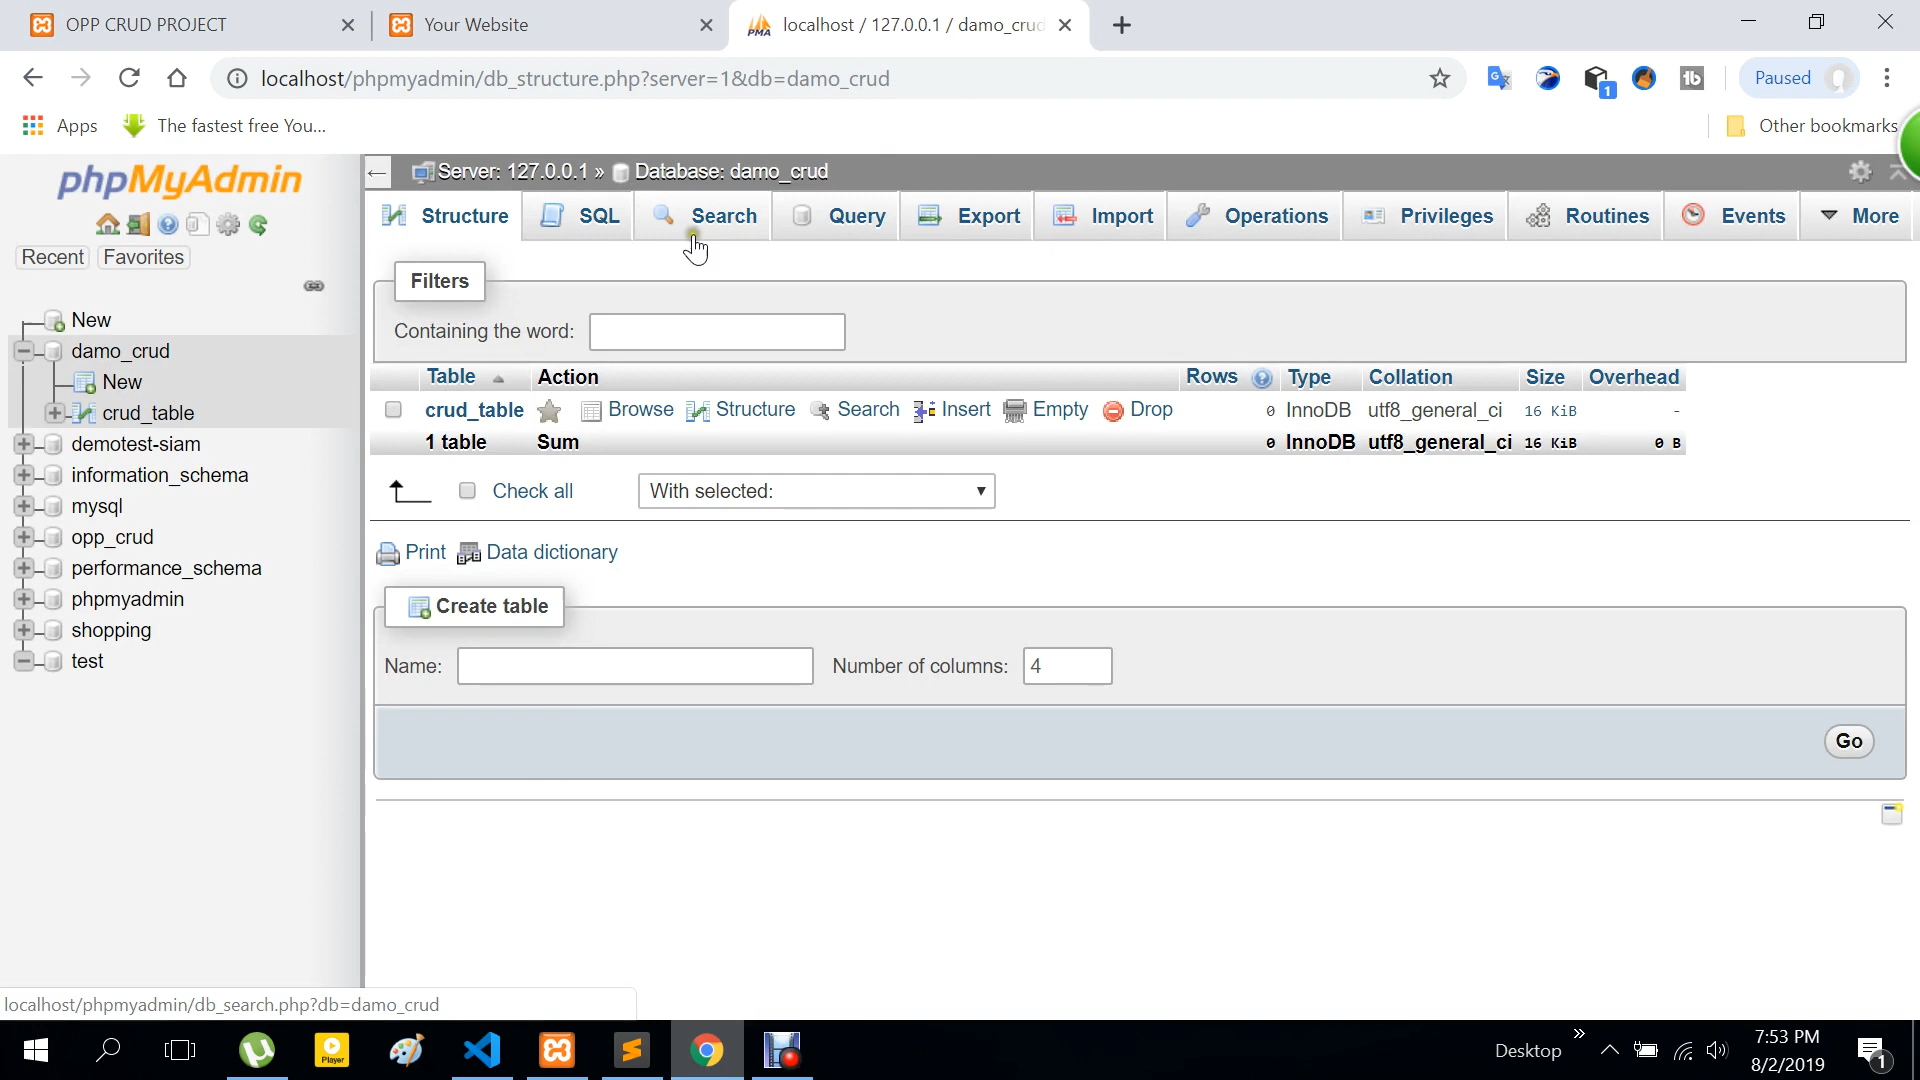 OPP CRUD PROJECT
Your Website
localhost / 127.0.0.1 / damo_crud
localhost/phpmyadmin/db_structure.php?server=1&db=damo_crud
1
Paused
Apps
The fastest free You...
Other bookmarks
phpMyAdmin
Server: 127.0.0.1 » Database: damo_crud
Structure SQL Search Query Export Import Operations Privileges Routines Events More
Recent Favorites
New
damo_crud
New
crud_table
demotest-siam
information_schema
mysql
opp_crud
performance_schema
phpmyadmin
shopping
test
Filters
Containing the word:
Table Action Rows Type Collation Size Overhead
crud_table Browse Structure Search Insert Empty Drop 0 InnoDB utf8_general_ci 16 KiB -
1 table Sum 0 InnoDB utf8_general_ci 16 KiB 0 B
Check all With selected:
Print Data dictionary
Create table
Name: Number of columns: 4
Go
localhost/phpmyadmin/db_search.php?db=damo_crud
Player
Desktop
7:53 PM
8/2/2019
1